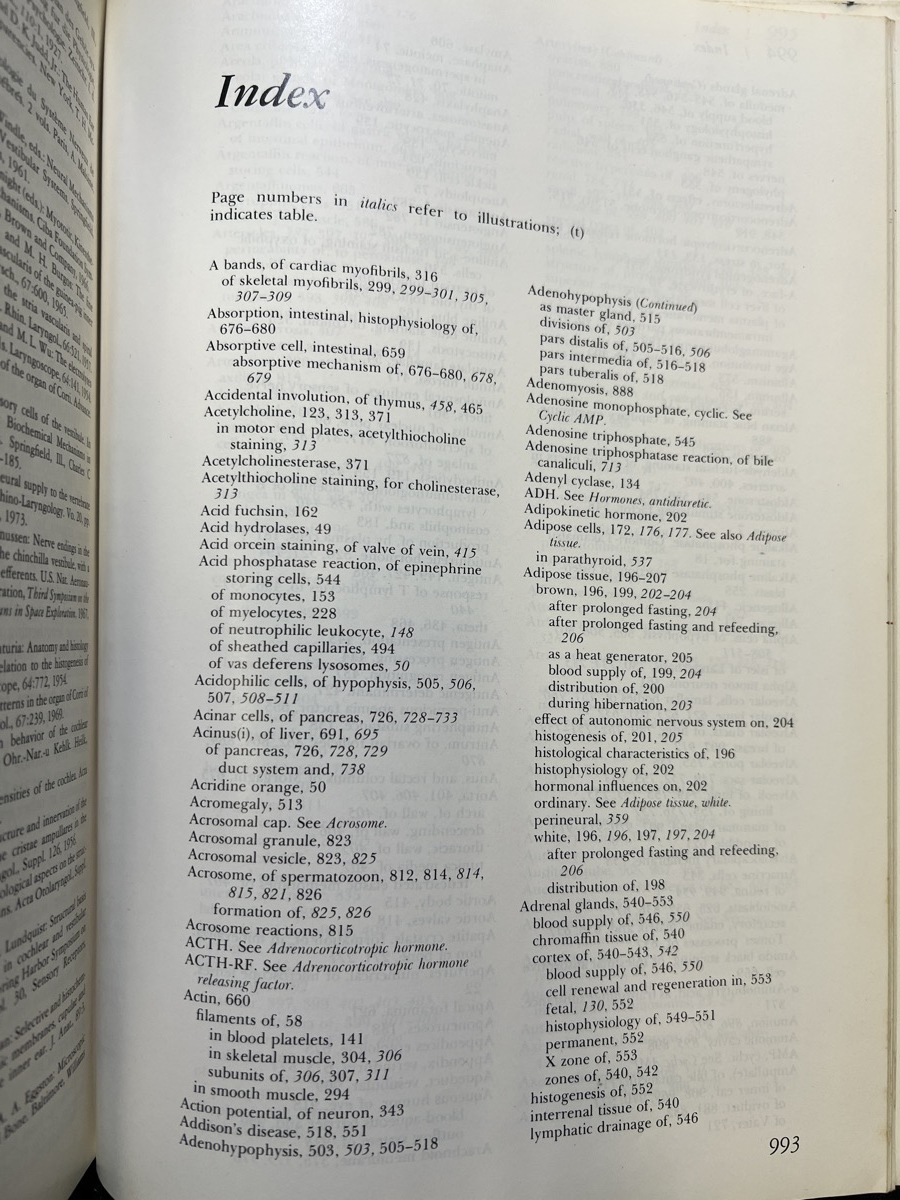 Index
Page numbers in italics refer to illustrations; (t)
indicates table.
A bands, of cardiac myofibrils, 316
of skeletal myofibrils, 299, 299–301, 305,
307–309
Absorption, intestinal, histophysiology of,
676–680
Absorptive cell, intestinal, 659
absorptive mechanism of, 676–680, 678,
679
Accidental involution, of thymus, 458, 465
Acetylcholine, 123, 313, 371
in motor end plates, acetylthiocholine
staining, 313
Acetylcholinesterase, 371
Acetylthiocholine staining, for cholinesterase,
313
Acid fuchsin, 162
Acid hydrolases, 49
Acid orcein staining, of valve of vein, 415
Acid phosphatase reaction, of epinephrine
storing cells, 544
of monocytes, 153
of myelocytes, 228
of neutrophilic leukocyte, 148
of sheathed capillaries, 494
of vas deferens lysosomes, 50
Acidophilic cells, of hypophysis, 505, 506,
507, 508–511
Acinar cells, of pancreas, 726, 728–733
Acinus(i), of liver, 691, 695
of pancreas, 726, 728, 729
duct system and, 738
Acridine orange, 50
Acromegaly, 513
Acrosomal cap. See Acrosome.
Acrosomal granule, 823
Acrosomal vesicle, 823, 825
Acrosome, of spermatozoon, 812, 814, 814,
815, 821, 826
formation of, 825, 826
Acrosome reactions, 815
ACTH. See Adrenocorticotropic hormone.
ACTH-RF. See Adrenocorticotropic hormone
releasing factor.
Actin, 660
filaments of, 58
in blood platelets, 141
in skeletal muscle, 304, 306
subunits of, 306, 307, 311
in smooth muscle, 294
Action potential, of neuron, 343
Addison's disease, 518, 551
Adenohypophysis, 503, 503, 505–518
Adenohypophysis (Continued)
as master gland, 515
divisions of, 503
pars distalis of, 505–516, 506
pars intermedia of, 516–518
pars tuberalis of, 518
Adenomyosis, 888
Adenosine monophosphate, cyclic. See
Cyclic AMP.
Adenosine triphosphate, 545
Adenosine triphosphatase reaction, of bile
canaliculi, 713
Adenyl cyclase, 134
ADH. See Hormones, antidiuretic.
Adipokinetic hormone, 202
Adipose cells, 172, 176, 177. See also Adipose
tissue.
in parathyroid, 537
Adipose tissue, 196–207
brown, 196, 199, 202–204
after prolonged fasting, 204
after prolonged fasting and refeeding,
206
as a heat generator, 205
blood supply of, 199, 204
distribution of, 200
during hibernation, 203
effect of autonomic nervous system on, 204
histogenesis of, 201, 205
histological characteristics of, 196
histophysiology of, 202
hormonal influences on, 202
ordinary. See Adipose tissue, white.
perineural, 359
white, 196, 196, 197, 197, 204
after prolonged fasting and refeeding,
206
distribution of, 198
Adrenal glands, 540–553
blood supply of, 546, 550
chromaffin tissue of, 540
cortex of, 540–543, 542
blood supply of, 546, 550
cell renewal and regeneration in, 553
fetal, 130, 552
histophysiology of, 549–551
permanent, 552
X zone of, 553
zones of, 540, 542
histogenesis of, 552
interrenal tissue of, 540
lymphatic drainage of, 546
993